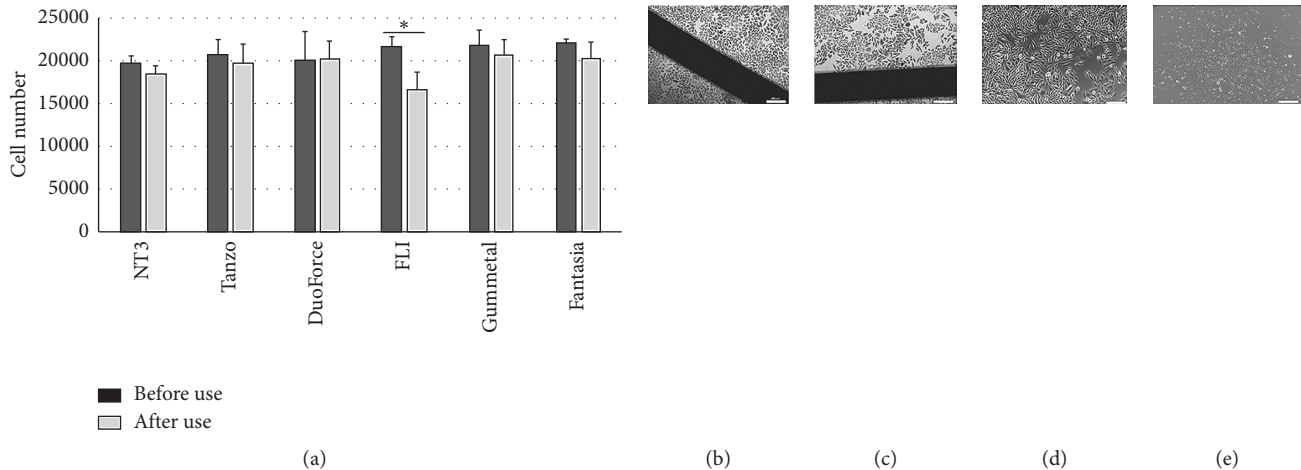 Cell number
25000
20000
15000
10000
5000
0
*
NT3
Tanzo
DuoForce
FLI
Gummetal
Fantasia
Before use
After use
(a)
(b)
(c)
(d)
(e)